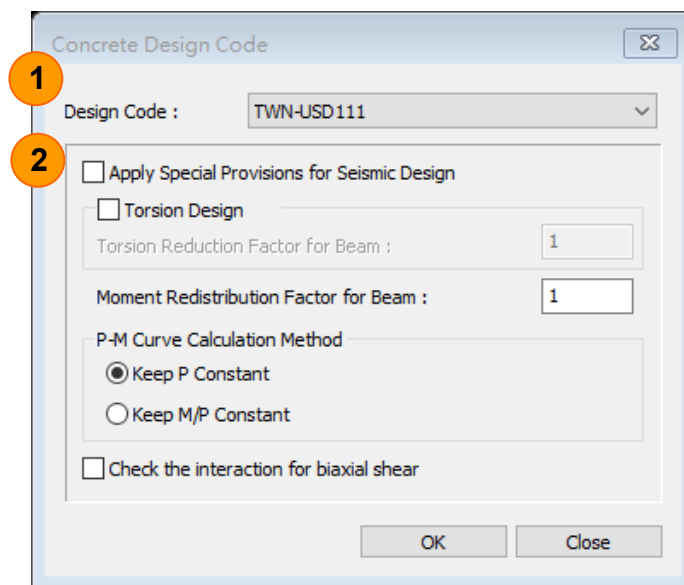 Concrete Design Code
1
Design Code : TWN-USD111
2
Apply Special Provisions for Seismic Design
Torsion Design
Torsion Reduction Factor for Beam : 1
Moment Redistribution Factor for Beam : 1
P-M Curve Calculation Method
Keep P Constant
Keep M/P Constant
Check the interaction for biaxial shear
OK Close